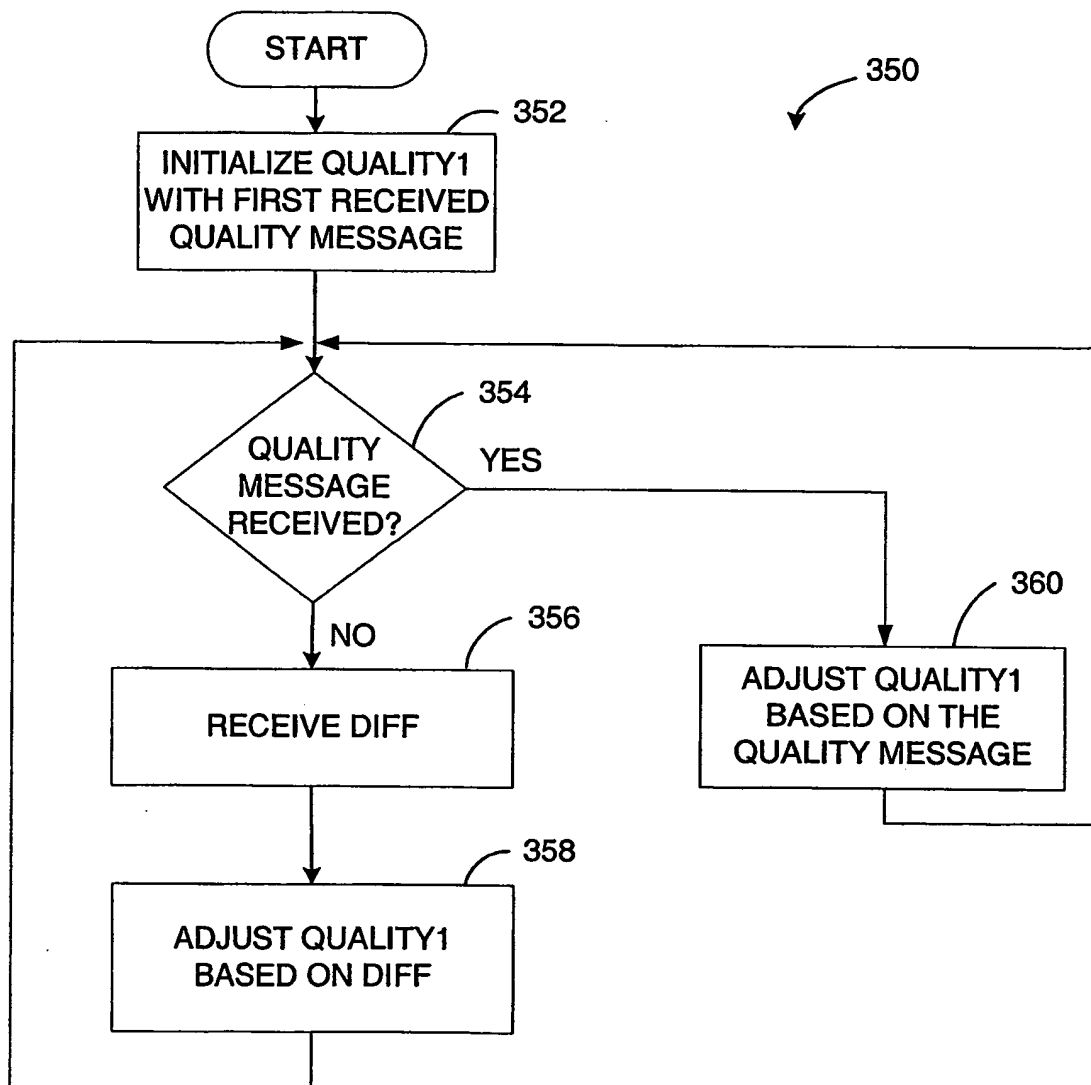 START
350
352
INITIALIZE QUALITY1
WITH FIRST RECEIVED
QUALITY MESSAGE
354
QUALITY
MESSAGE
RECEIVED?
YES
360
NO
356
RECEIVE DIFF
ADJUST QUALITY1
BASED ON THE
QUALITY MESSAGE
358
ADJUST QUALITY1
BASED ON DIFF